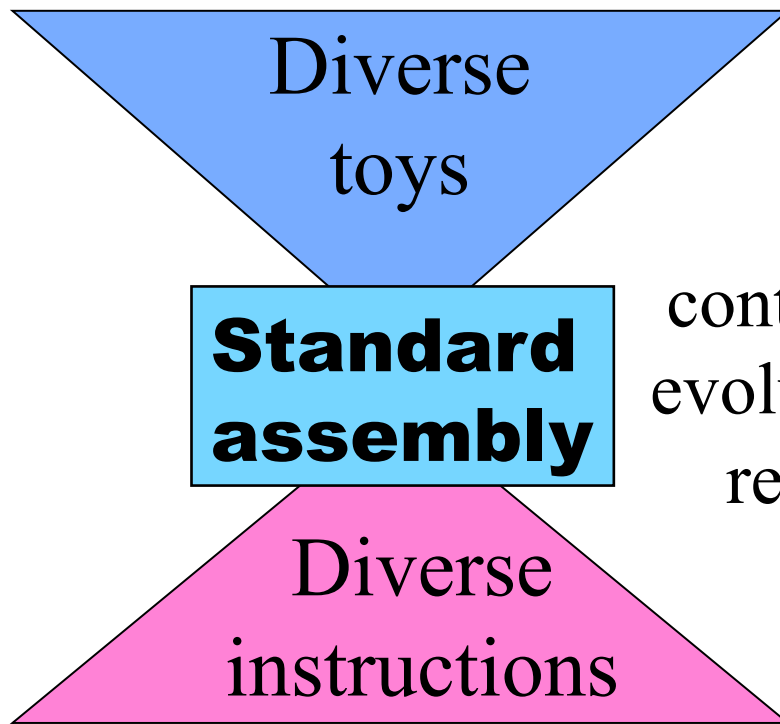 Diverse
toys
Standard
assembly
Diverse
instructions